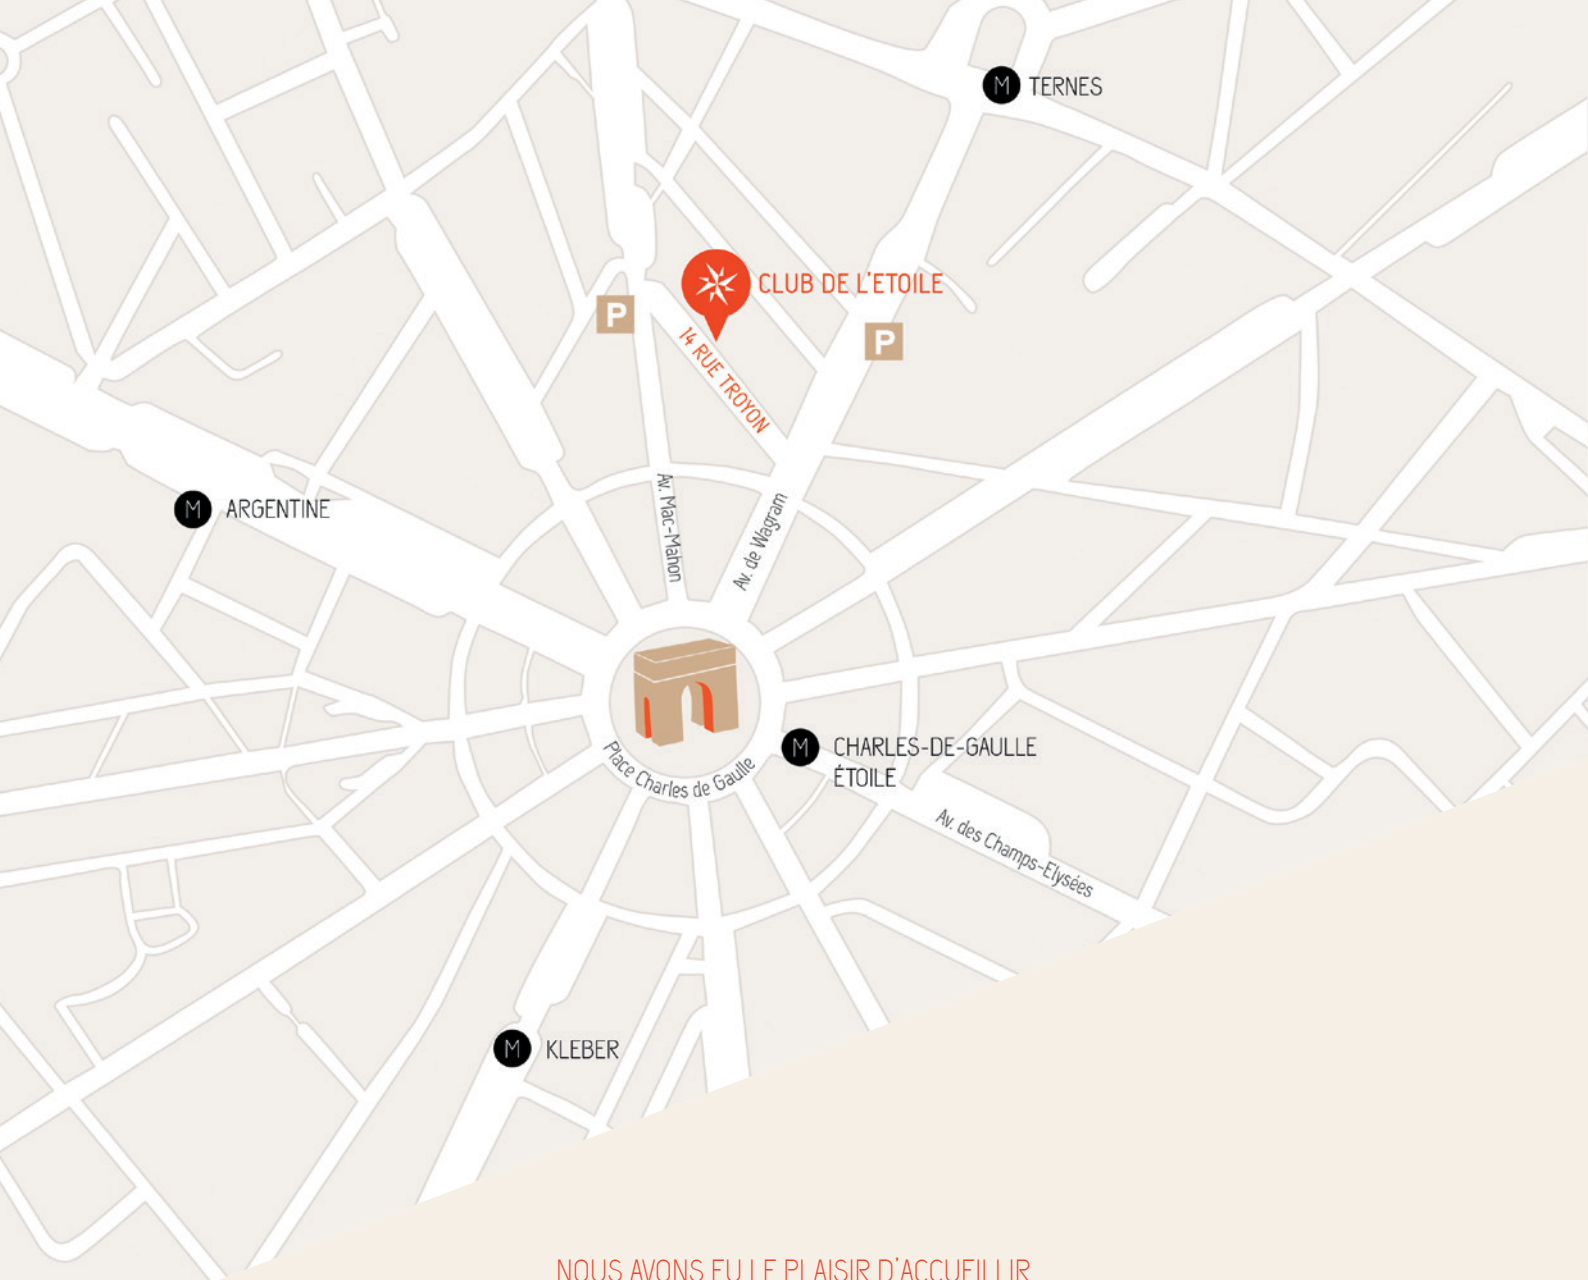 M TERNES
CLUB DE L'ETOILE
P
P
14 RUE TROYON
M ARGENTINE
Av. Mac-Mahon
Av. de Wagram
Place Charles de Gaulle
M CHARLES-DE-GAULLE
ÉTOILE
Av. des Champs-Elysées
M KLEBER
NOUS AVONS EU LE PLAISIR D'ACCUEILLIR